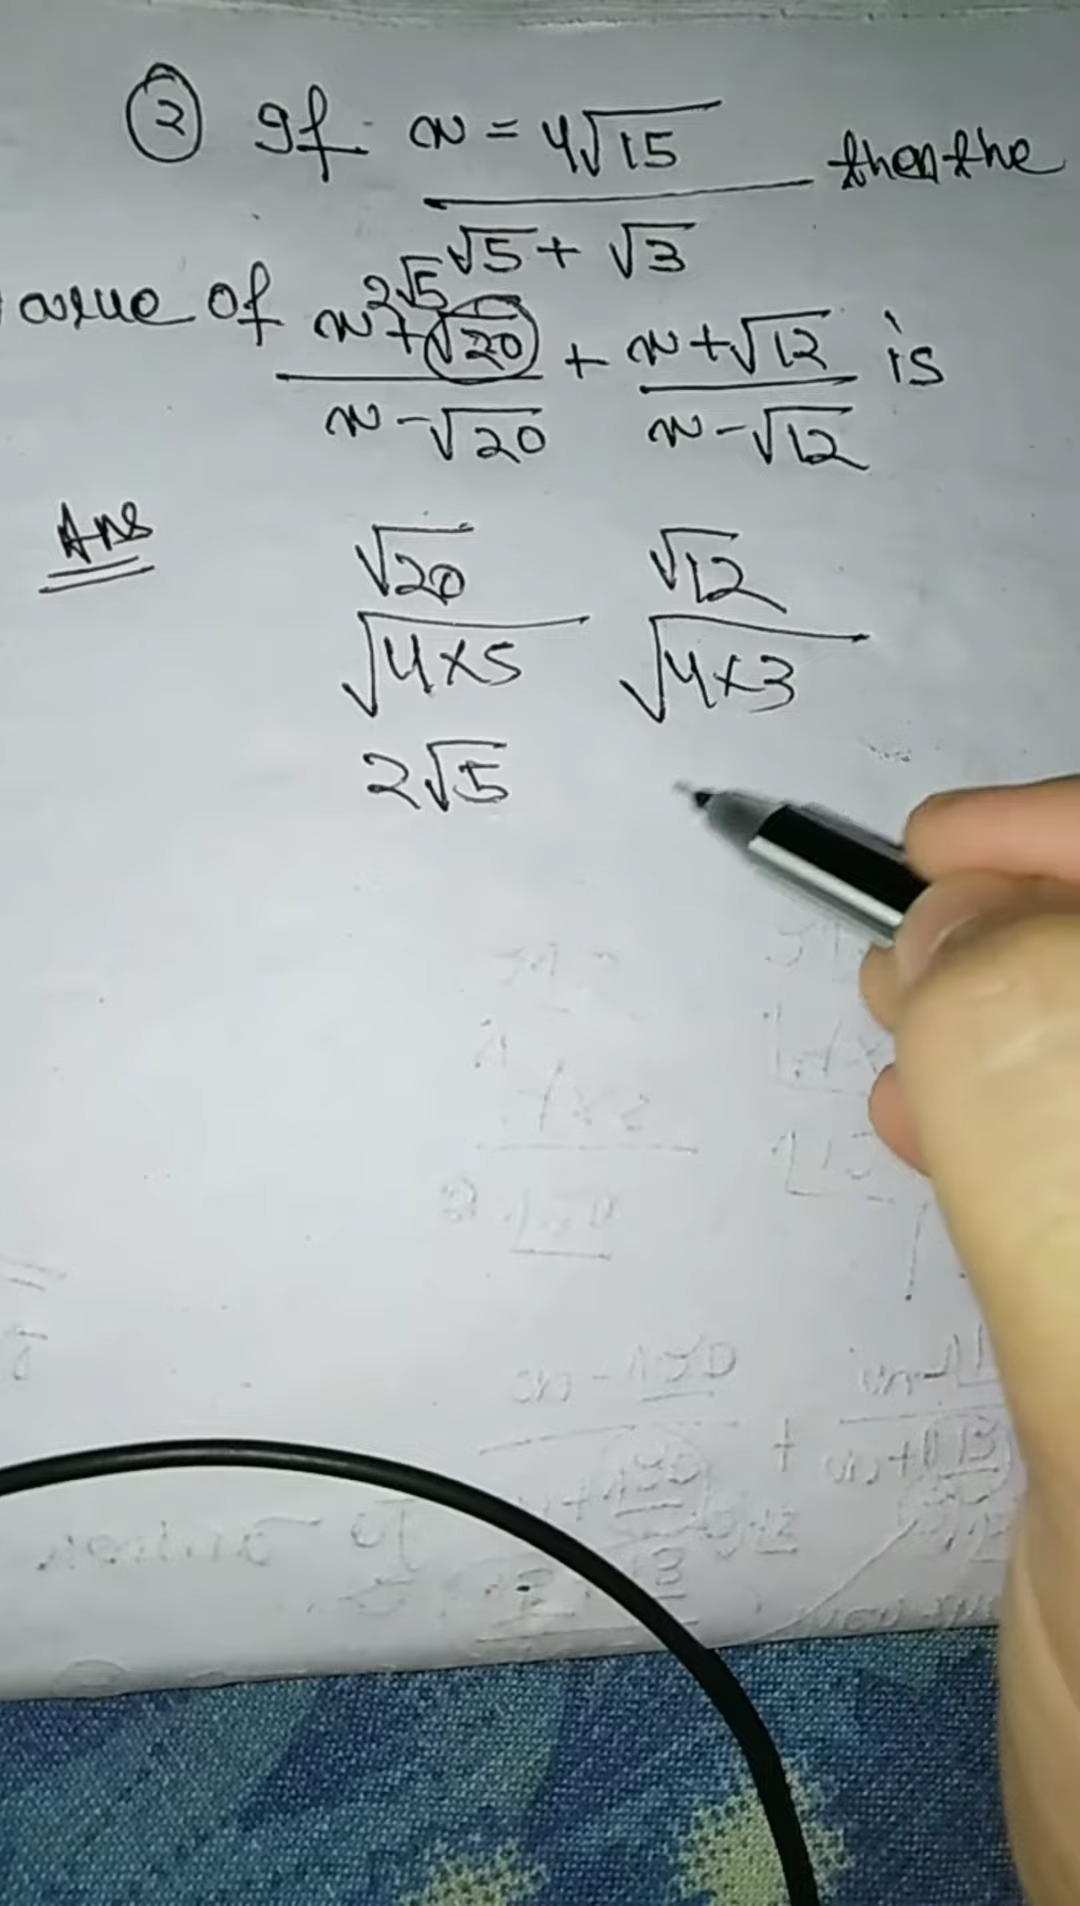 ② If x = 4√15 then the
√5 + √3
of x + √20 + x + √12 is
2√5
x - √20 x - √12
Ans
√20 √12
√4×5 √4×3
2√5